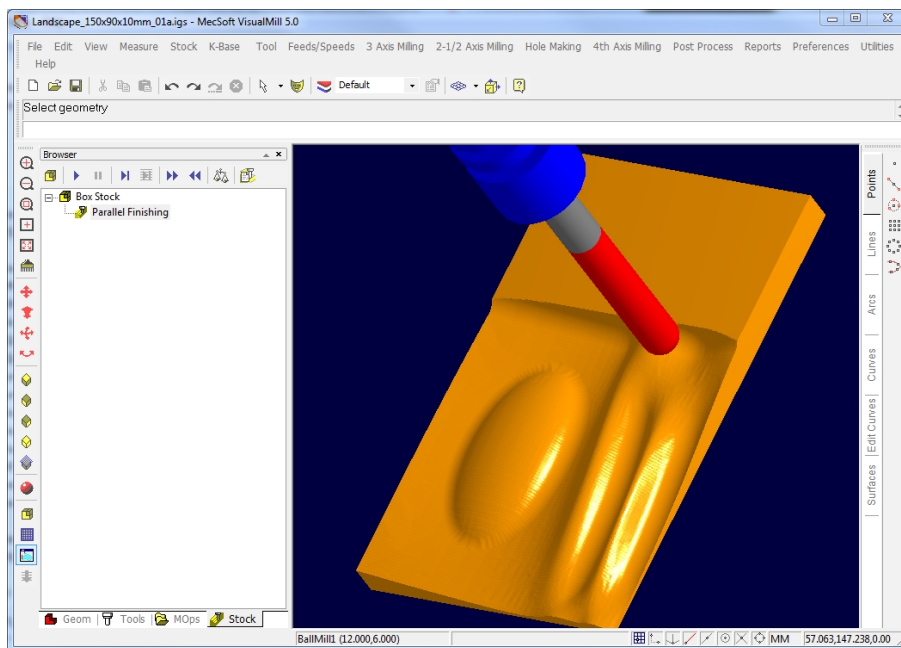 Landscape_150x90x10mm_01a.igs - MecSoft VisualMill 5.0
File Edit View Measure Stock K-Base Tool Feeds/Speeds 3 Axis Milling 2-1/2 Axis Milling Hole Making 4th Axis Milling Post Process Reports Preferences Utilities
Help
Default
Select geometry
Browser
Box Stock
Parallel Finishing
Points
Lines
Arcs
Curves
Edit Curves
Surfaces
Geom Tools MOps Stock
BallMill1 (12.000,6.000) MM 57.063,147.238,0.00